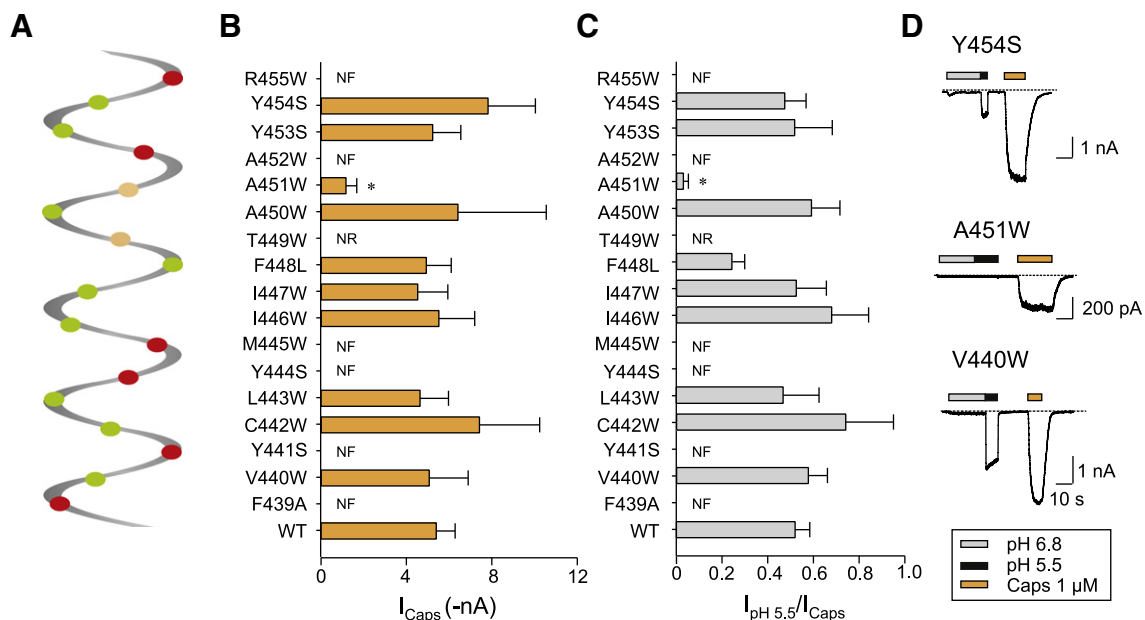 A
B
C
D
R455W NF
Y454S
Y453S
A452W NF
A451W *
A450W
T449W NR
F448L
I447W
I446W
M445W NF
Y444S NF
L443W
C442W
Y441S NF
V440W
F439A NF
WT
0 4 8 12
I Caps (-nA)
R455W NF
Y454S
Y453S
A452W NF
A451W *
A450W
T449W NR
F448L
I447W
I446W
M445W NF
Y444S NF
L443W
C442W
Y441S NF
V440W
F439A NF
WT
0 0.2 0.4 0.6 0.8 1.0
I pH 5.5/I Caps
Y454S
1 nA
A451W
200 pA
V440W
1 nA
10 s
pH 6.8
pH 5.5
Caps 1 µM